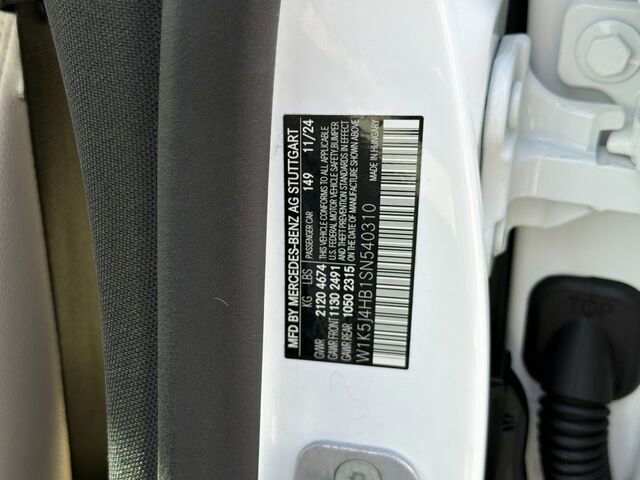 MFD BY MERCEDES-BENZ AG STUTTGART
KG LBS PASSENGER CAR 149 11/24
GVWR 2120 4674 THIS VEHICLE CONFORMS TO ALL APPLICABLE
GAWR FRONT 1130 2491 U.S. FEDERAL MOTOR VEHICLE SAFETY, BUMPER
GAWR REAR 1050 2315 AND THEFT PREVENTION STANDARDS IN EFFECT
ON THE DATE OF MANUFACTURE SHOWN ABOVE
MADE IN HUNGARY
W1K5J4HB1SN540310
TOP